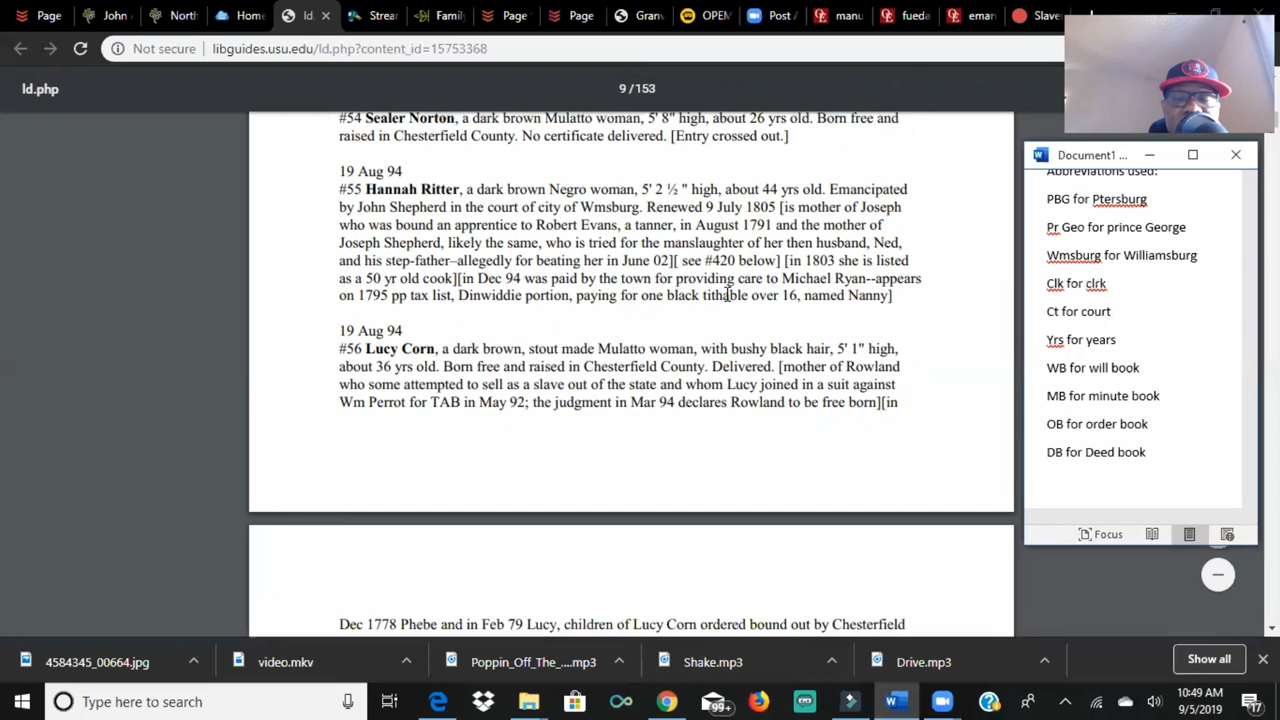 Page
John
North
Home
ld.
Stream
Family
Page
Page
Gran
OPEM
Post A
manu
fueda
eman
Slave
Not secure
libguides.usu.edu/ld.php?content_id=15753368
ld.php
9 / 153
#54 Sealer Norton, a dark brown Mulatto woman, 5' 8" high, about 26 yrs old. Born free and
raised in Chesterfield County. No certificate delivered. [Entry crossed out.]
19 Aug 94
#55 Hannah Ritter, a dark brown Negro woman, 5' 2 ½ " high, about 44 yrs old. Emancipated
by John Shepherd in the court of city of Wmsburg. Renewed 9 July 1805 [is mother of Joseph
who was bound an apprentice to Robert Evans, a tanner, in August 1791 and the mother of
Joseph Shepherd, likely the same, who is tried for the manslaughter of her then husband, Ned,
and his step-father–allegedly for beating her in June 02][ see #420 below] [in 1803 she is listed
as a 50 yr old cook][in Dec 94 was paid by the town for providing care to Michael Ryan--appears
on 1795 pp tax list, Dinwiddie portion, paying for one black tithable over 16, named Nanny]
19 Aug 94
#56 Lucy Corn, a dark brown, stout made Mulatto woman, with bushy black hair, 5' 1" high,
about 36 yrs old. Born free and raised in Chesterfield County. Delivered. [mother of Rowland
who some attempted to sell as a slave out of the state and whom Lucy joined in a suit against
Wm Perrot for TAB in May 92; the judgment in Mar 94 declares Rowland to be free born][in
Dec 1778 Phebe and in Feb 79 Lucy, children of Lucy Corn ordered bound out by Chesterfield
Document1 ...
Abbreviations used:
PBG for Ptersburg
Pr Geo for prince George
Wmsburg for Williamsburg
Clk for clrk
Ct for court
Yrs for years
WB for will book
MB for minute book
OB for order book
DB for Deed book
Focus
4584345_00664.jpg
video.mkv
Poppin_Off_The_....mp3
Shake.mp3
Drive.mp3
Show all
Type here to search
99+
10:49 AM
9/5/2019
17